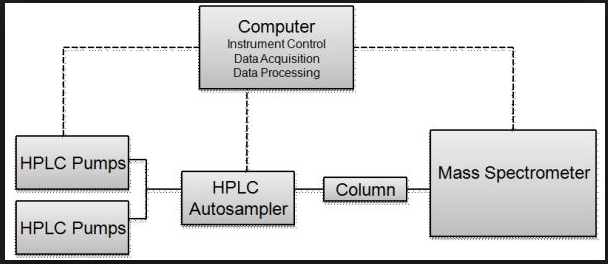 Computer
Instrument Control
Data Acquisition
Data Processing
HPLC Pumps
HPLC Pumps
HPLC
Autosampler
Column
Mass Spectrometer